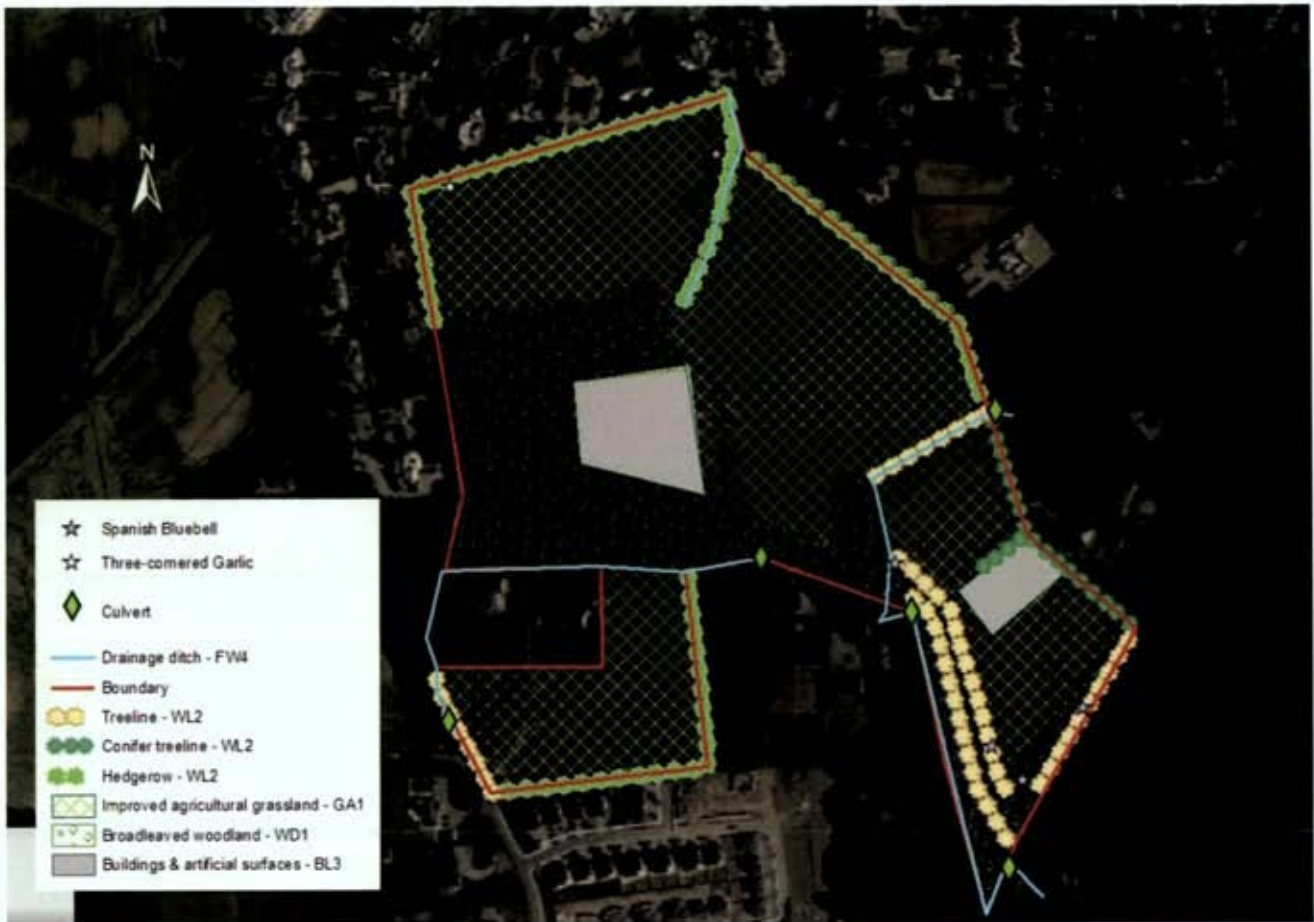 N
Spanish Bluebell
Three-cornered Garlic
Culvert
Drainage ditch - FW4
Boundary
Treeline - WL2
Conifer treeline - WL2
Hedgerow - WL2
Improved agricultural grassland - GA1
Broadleaved woodland - WD1
Buildings & artificial surfaces - BL3